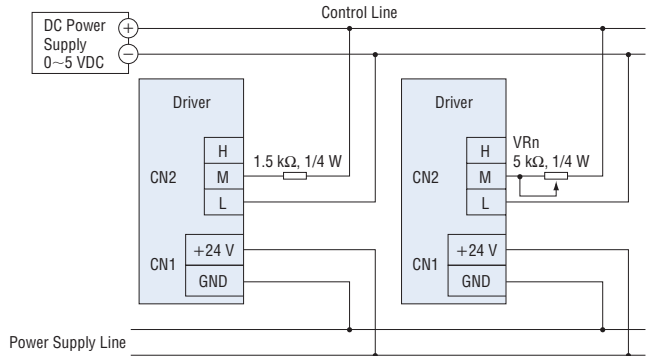 Control Line
DC Power
Supply
0~5 VDC
+
−
Driver
H
M
L
CN2
1.5 kΩ, 1/4 W
CN1
+24 V
GND
Driver
H
M
L
CN2
VRn
5 kΩ, 1/4 W
CN1
+24 V
GND
Power Supply Line